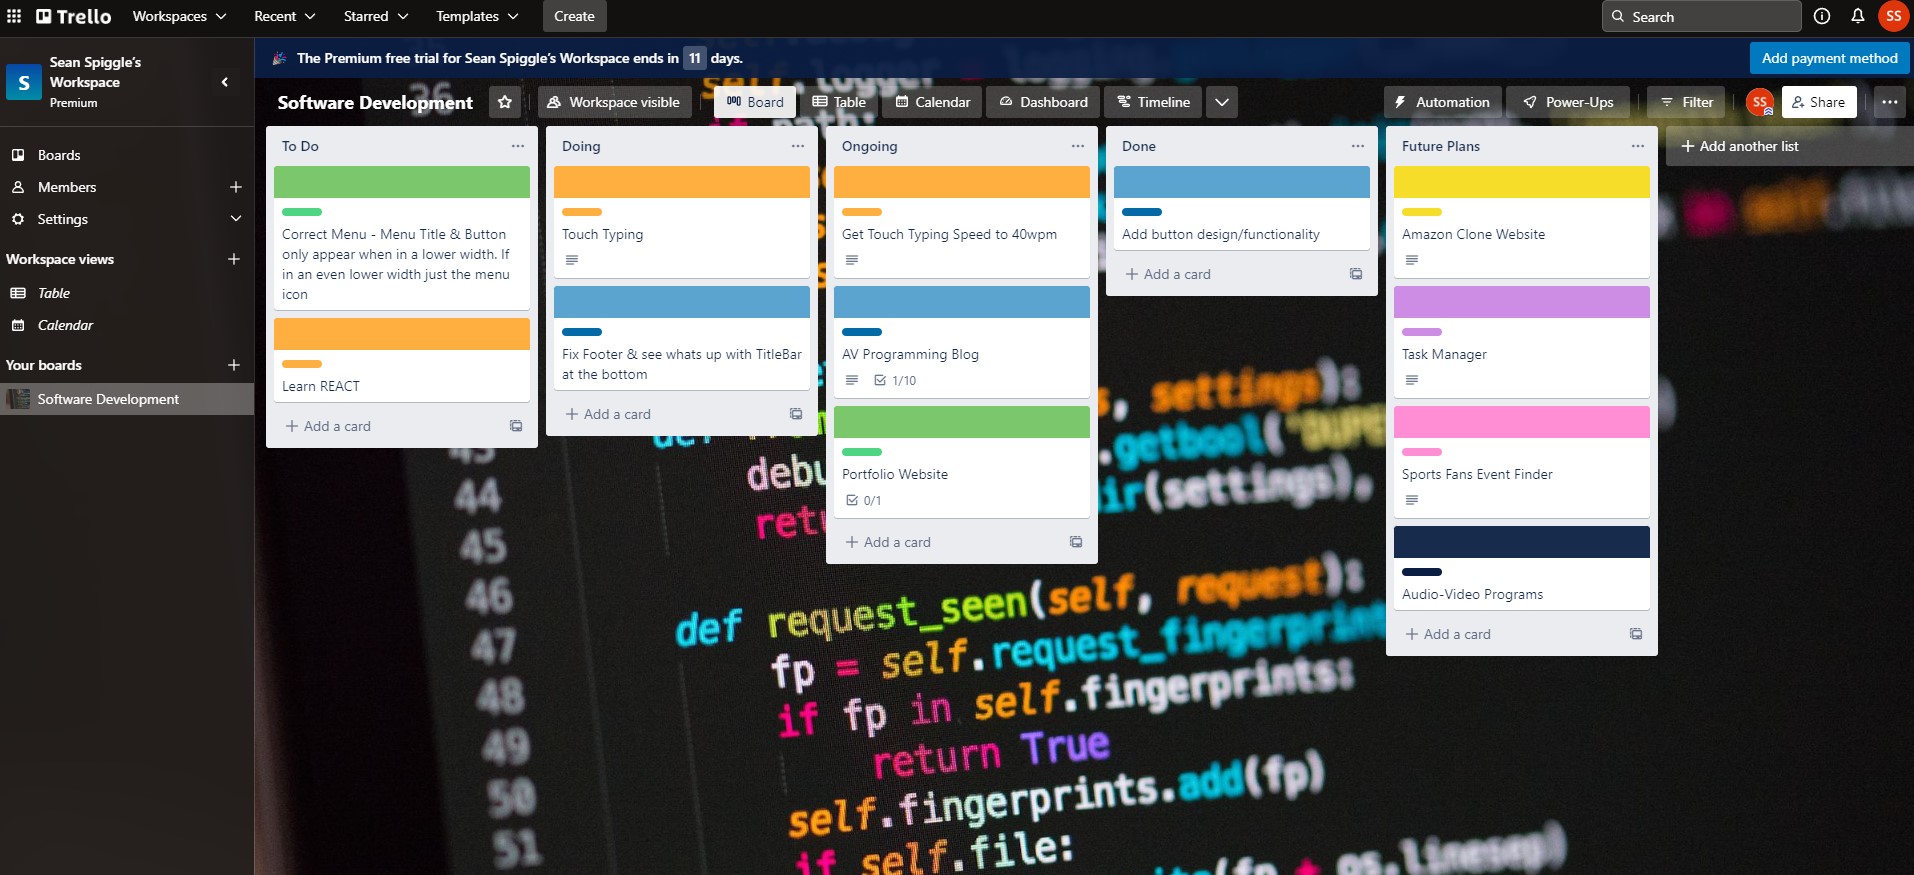 Trello
Workspaces
Recent
Starred
Templates
Create
Search
SS
S
Sean Spiggle's
Workspace
Premium
The Premium free trial for Sean Spiggle's Workspace ends in 11 days.
Add payment method
Software Development
Workspace visible
Board
Table
Calendar
Dashboard
Timeline
Automation
Power-Ups
Filter
SS
Share
Boards
Members
Settings
Workspace views
Table
Calendar
Your boards
Software Development
To Do
Correct Menu - Menu Title & Button
only appear when in a lower width. If
in an even lower width just the menu
icon
Learn REACT
+ Add a card
Doing
Touch Typing
Fix Footer & see whats up with TitleBar
at the bottom
+ Add a card
Ongoing
Get Touch Typing Speed to 40wpm
AV Programming Blog
1/10
Portfolio Website
0/1
+ Add a card
Done
Add button design/functionality
+ Add a card
Future Plans
Amazon Clone Website
Task Manager
Sports Fans Event Finder
Audio-Video Programs
+ Add a card
+ Add another list
36
path:
, settings):
.getbool(
43
44
(settings),
45
46
47
def request_seen(self, request):
fp = self.request_fingerprint
48
if fp in self.fingerprints:
49
return True
50
self.fingerprints.add(fp)
51
if self.file: